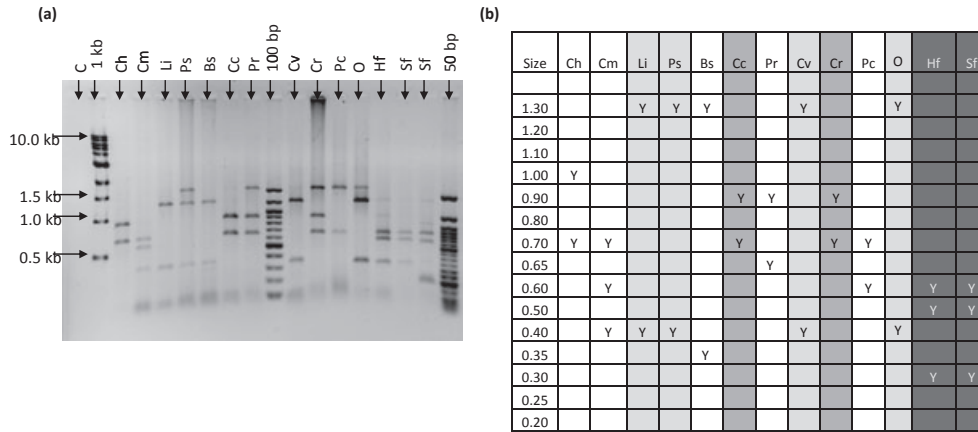 (a)
C
1 kb
Ch
Cm
Li
Ps
Bs
Cc
Pr
100 bp
Cv
Cr
Pc
O
Hf
Sf
Sf
50 bp
10.0 kb
1.5 kb
1.0 kb
0.5 kb
(b)
Size Ch Cm Li Ps Bs Cc Pr Cv Cr Pc O Hf Sf
1.30 Y Y Y Y Y
1.20
1.10
1.00 Y
0.90 Y Y Y
0.80
0.70 Y Y Y Y Y
0.65 Y
0.60 Y Y Y Y
0.50 Y Y
0.40 Y Y Y Y Y
0.35 Y
0.30 Y Y
0.25
0.20